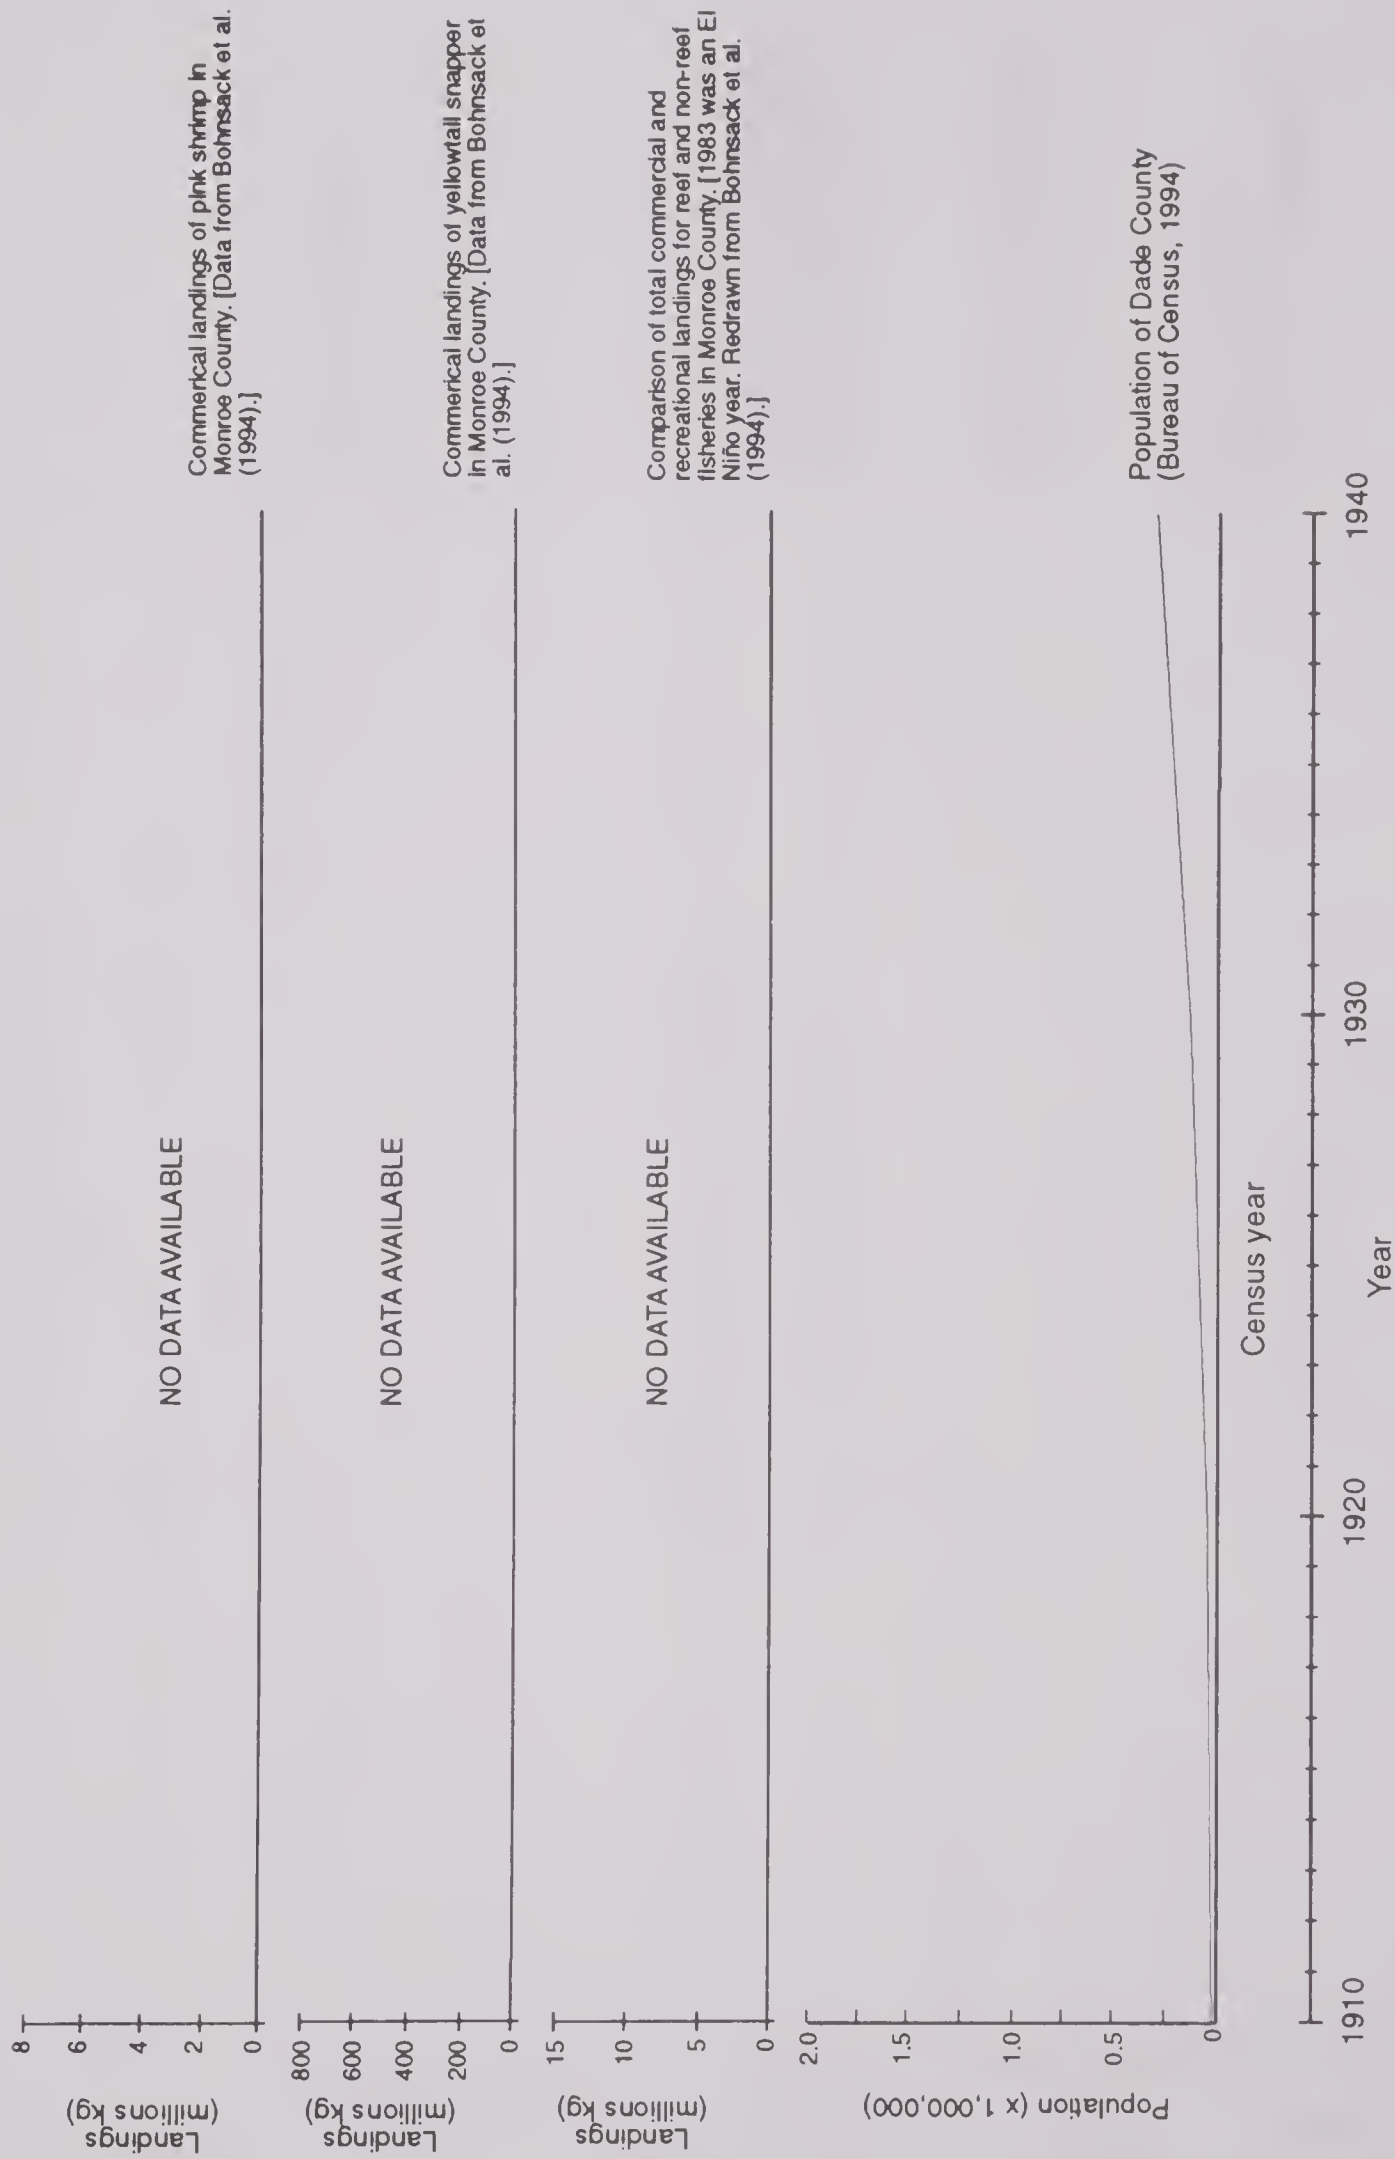 8
6
4
2
0
Landings
(millions kg)
NO DATA AVAILABLE
Commerical landings of pink shrimp in
Monroe County. [Data from Bohnsack et al.
(1994).]
800
600
400
200
0
Landings
(millions kg)
NO DATA AVAILABLE
Commerical landings of yellowtail snapper
in Monroe County. [Data from Bohnsack et
al. (1994).]
15
10
5
0
Landings
(millions kg)
NO DATA AVAILABLE
Comparison of total commercial and
recreational landings for reef and non-reef
fisheries in Monroe County. [1983 was an El
Niño year. Redrawn from Bohnsack et al.
(1994).]
2.0
1.5
1.0
0.5
0
Population (x 1,000,000)
Population of Dade County
(Bureau of Census, 1994)
Census year
1910
1920
1930
1940
Year